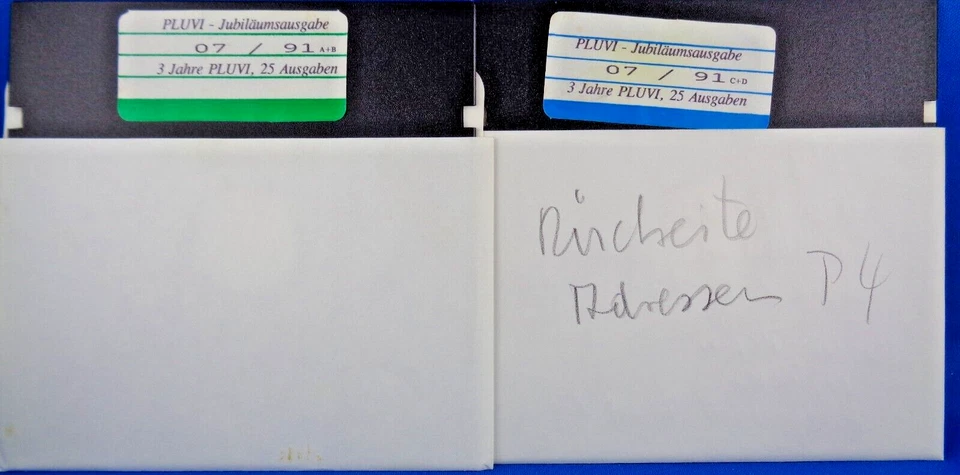 PLUVI - Jubiläumsausgabe
07 / 91 A+B
3 Jahre PLUVI, 25 Ausgaben
PLUVI - Jubiläumsausgabe
07 / 91 C+D
3 Jahre PLUVI, 25 Ausgaben
Rückseite
Adressen P4